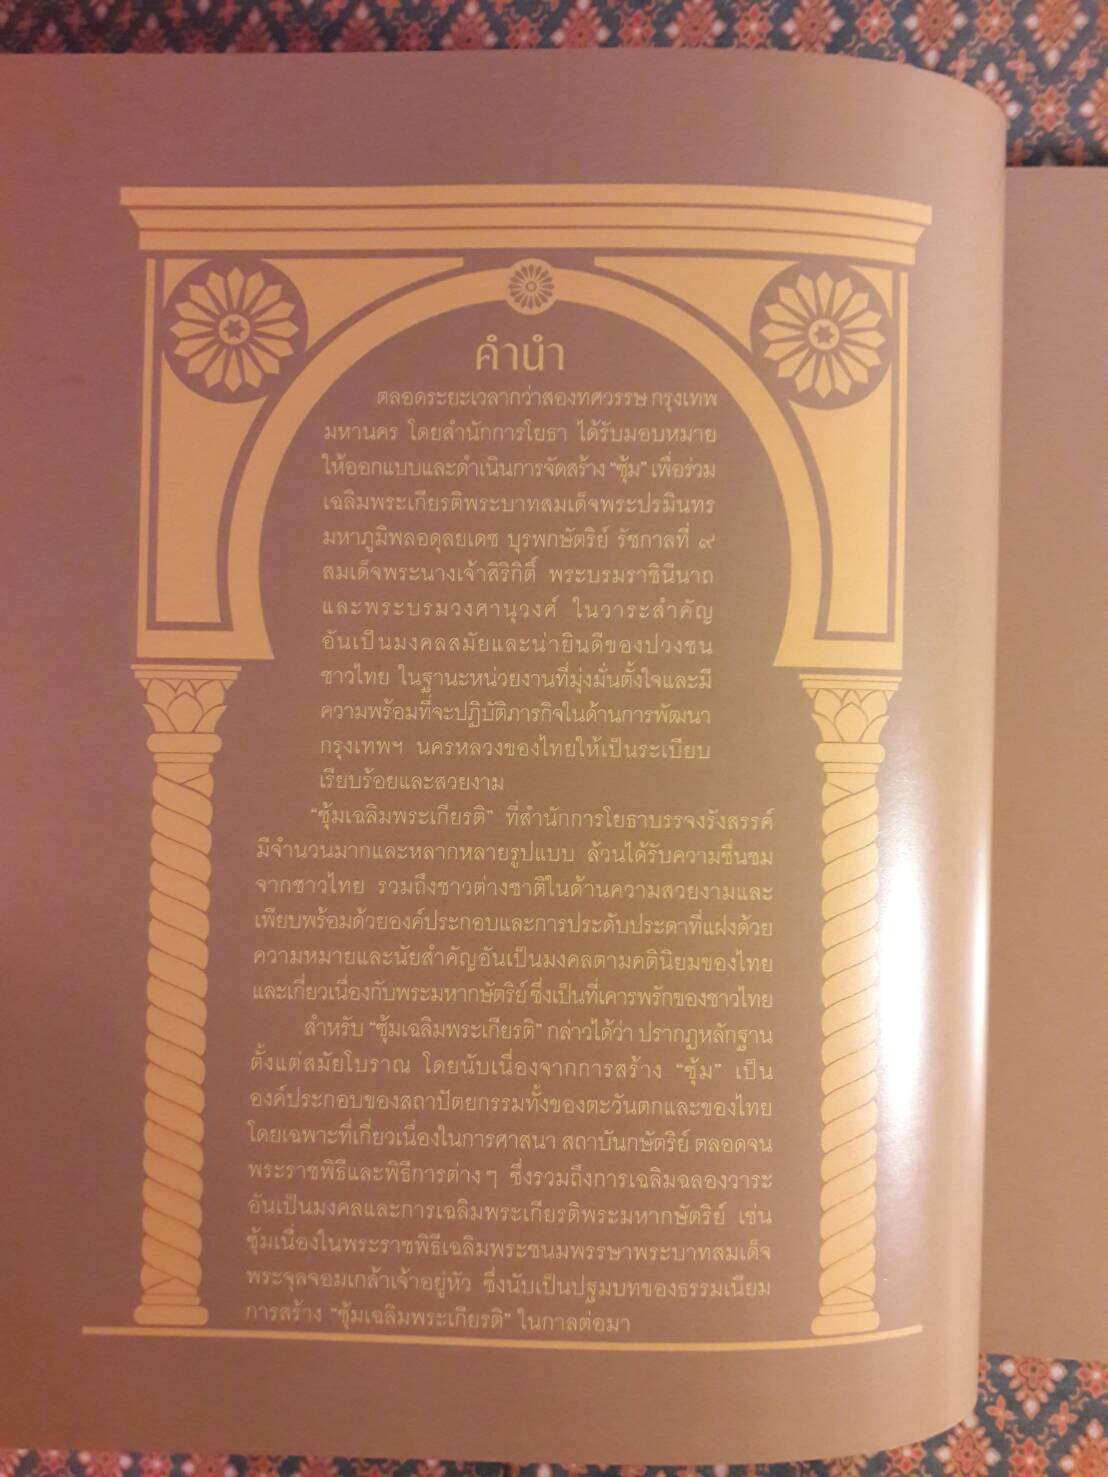 คำนำ
ตลอดระยะเวลากว่าสองทศวรรษ กรุงเทพ
มหานคร โดยสำนักการโยธา ได้รับมอบหมาย
ให้ออกแบบและดำเนินการจัดสร้าง “ซุ้ม” เพื่อร่วม
เฉลิมพระเกียรติพระบาทสมเด็จพระปรมินทร
มหาภูมิพลอดุลยเดช บุรพกษัตริย์ รัชกาลที่ ๙
สมเด็จพระนางเจ้าสิริกิติ์ พระบรมราชินีนาถ
และพระบรมวงศานุวงศ์ ในวาระสำคัญ
อันเป็นมงคลสมัยและน่ายินดีของปวงชน
ชาวไทย ในฐานะหน่วยงานที่มุ่งมั่นตั้งใจและมี
ความพร้อมที่จะปฏิบัติภารกิจในด้านการพัฒนา
กรุงเทพฯ นครหลวงของไทยให้เป็นระเบียบ
เรียบร้อยและสวยงาม
“ซุ้มเฉลิมพระเกียรติ” ที่สำนักการโยธาบรรจงรังสรรค์
มีจำนวนมากและหลากหลายรูปแบบ ล้วนได้รับความชื่นชม
จากชาวไทย รวมถึงชาวต่างชาติในด้านความสวยงามและ
เพียบพร้อมด้วยองค์ประกอบและการประดับประดาที่แฝงด้วย
ความหมายและนัยสำคัญอันเป็นมงคลตามคตินิยมของไทย
และเกี่ยวเนื่องกับพระมหากษัตริย์ ซึ่งเป็นที่เคารพรักของชาวไทย
สำหรับ “ซุ้มเฉลิมพระเกียรติ” กล่าวได้ว่า ปรากฏหลักฐาน
ตั้งแต่สมัยโบราณ โดยนับเนื่องจากการสร้าง “ซุ้ม” เป็น
องค์ประกอบของสถาปัตยกรรมทั้งของตะวันตกและของไทย
โดยเฉพาะที่เกี่ยวเนื่องในการศาสนา สถาบันกษัตริย์ ตลอดจน
พระราชพิธีและพิธีการต่าง ๆ ซึ่งรวมถึงการเฉลิมฉลองวาระ
อันเป็นมงคลและการเฉลิมพระเกียรติพระมหากษัตริย์ เช่น
ซุ้มเนื่องในพระราชพิธีเฉลิมพระชนมพรรษาพระบาทสมเด็จ
พระจุลจอมเกล้าเจ้าอยู่หัว ซึ่งนับเป็นปฐมบทของธรรมเนียม
การสร้าง “ซุ้มเฉลิมพระเกียรติ” ในกาลต่อมา